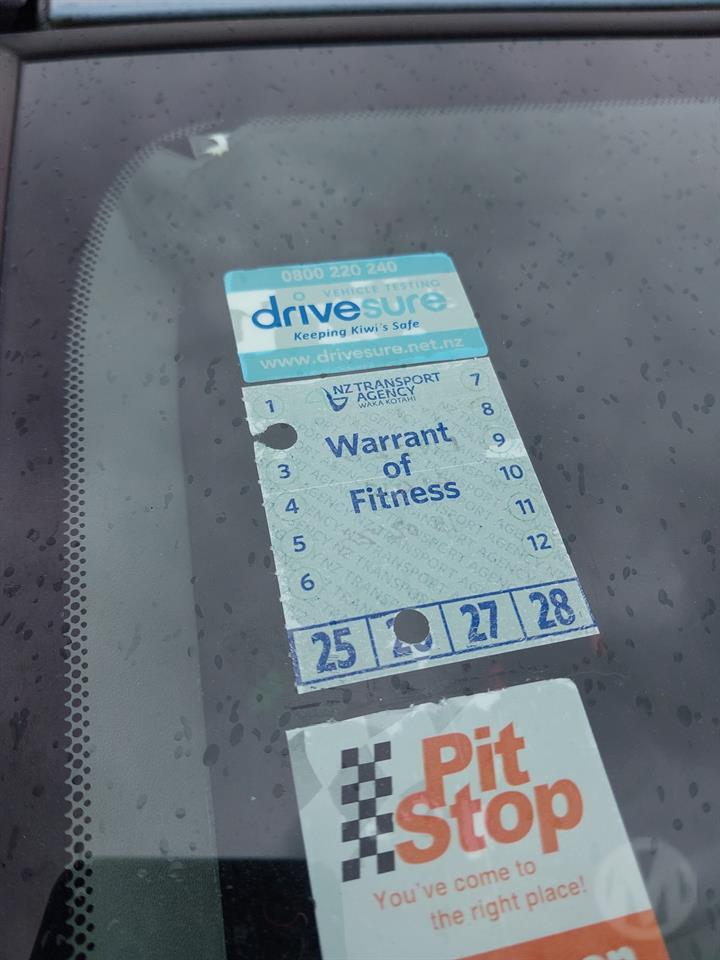 0800 220 240
VEHICLE TESTING
drivesure
Keeping Kiwi's Safe
www.drivesure.net.nz
NZ TRANSPORT
AGENCY
WAKA KOTAHI
1
7
8
Warrant
of
Fitness
3
9
4
10
5
11
6
12
25 27 28
Pit
Stop
You've come to
the right place!
M